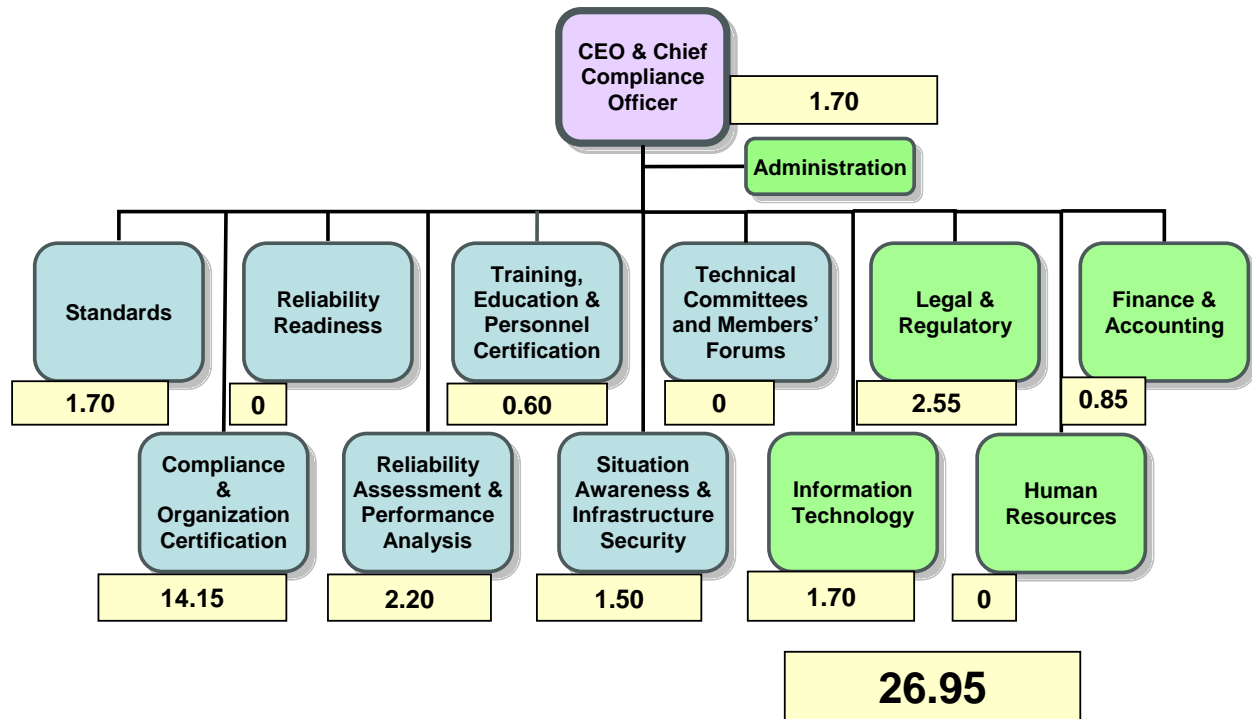 CEO & Chief
Compliance
Officer
1.70
Administration
Standards
1.70
Reliability
Readiness
0
Training,
Education &
Personnel
Certification
0.60
Technical
Committees
and Members’
Forums
0
Legal &
Regulatory
2.55
Finance &
Accounting
0.85
Compliance
&
Organization
Certification
14.15
Reliability
Assessment &
Performance
Analysis
2.20
Situation
Awareness &
Infrastructure
Security
1.50
Information
Technology
1.70
Human
Resources
0
26.95